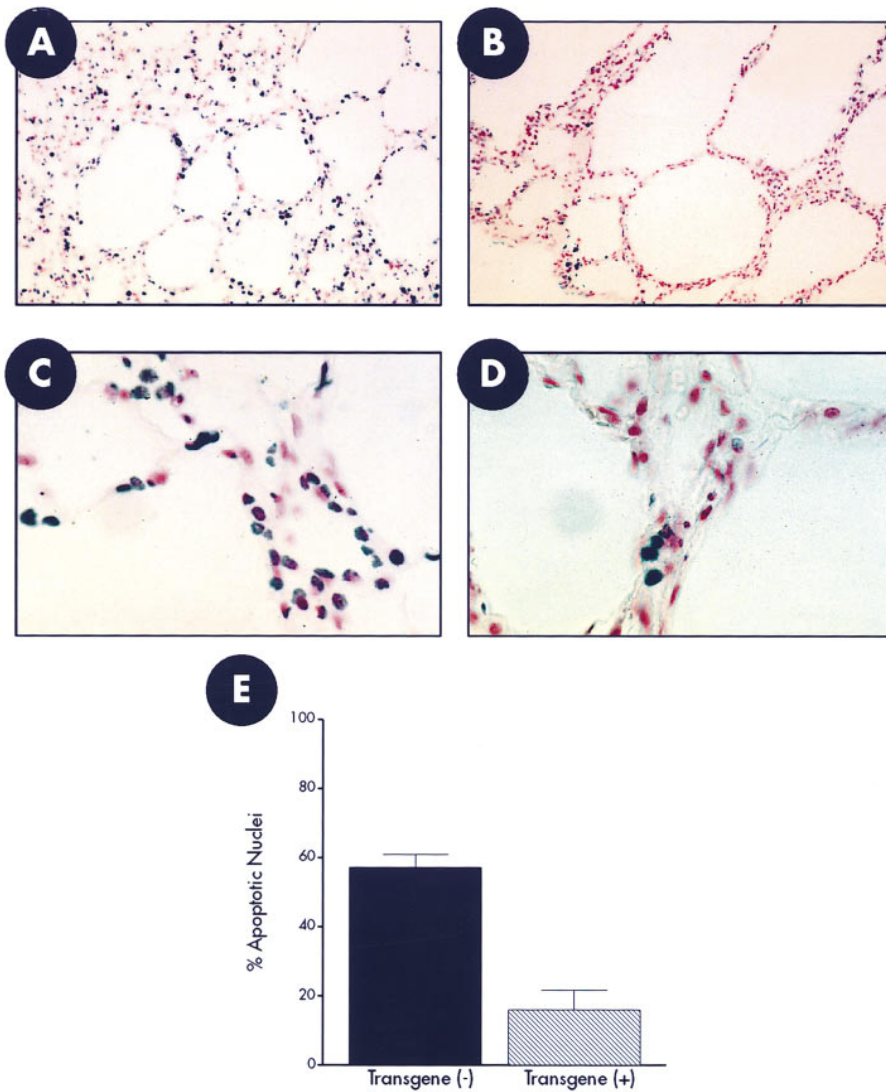 A
B
C
D
E
% Apoptotic Nuclei
100
80
60
40
20
0
Transgene (-)
Transgene (+)